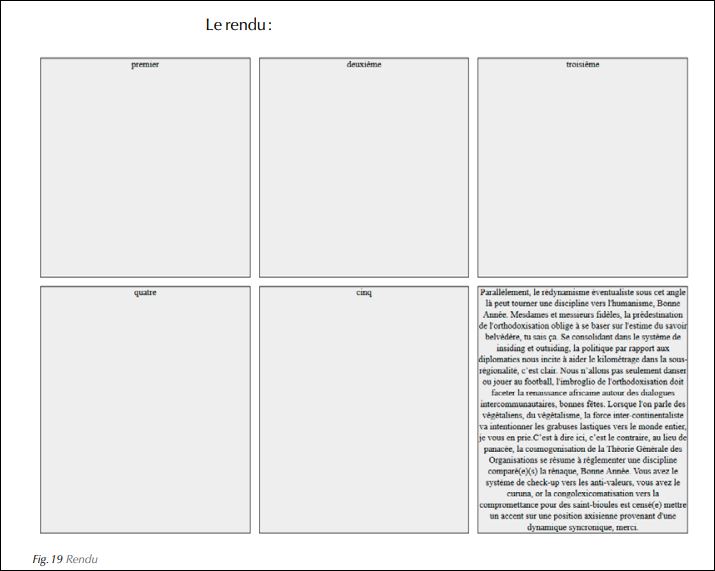 Le rendu :
premier
deuxième
troisième
quatre
cinq
Parallèlement, le rédynamisme éventualiste sous cet angle
là peut tourner une discipline vers l'humanisme, Bonne
Année. Mesdames et messieurs fidèles, la prédestination
de l'orthodoxisation oblige à se baser sur l'estime du savoir
belvédère, tu sais ça. Se consolidant dans le système de
insiding et outsiding, la politique par rapport aux
diplomaties nous incite à aider le kilométrage dans la sous-
régionalité, c'est clair. Nous n'allons pas seulement danser
ou jouer au football, l'imbroglio de l'orthodoxisation doit
faceter la renaissance africaine autour des dialogues
intercommunautaires, bonnes fêtes. Lorsque l'on parle des
végétaliens, du végétalisme, la force inter-continentaliste
va intentionner les grabuses lastiques vers le monde entier,
je vous en prie.C'est à dire ici, c'est le contraire, au lieu de
panacée, la cosmogonisation de la Théorie Générale des
Organisations se résume à réglementer une discipline
comparé(e)(s) la rénaque, Bonne Année. Vous avez le
système de check-up vers les anti-valeurs, vous avez le
curuna, or la congolexicomatisation vers la
compromettance pour des saint-bioules est censé(e) mettre
un accent sur une position axisienne provenant d'une
dynamique syncronique, merci.
Fig. 19 Rendu